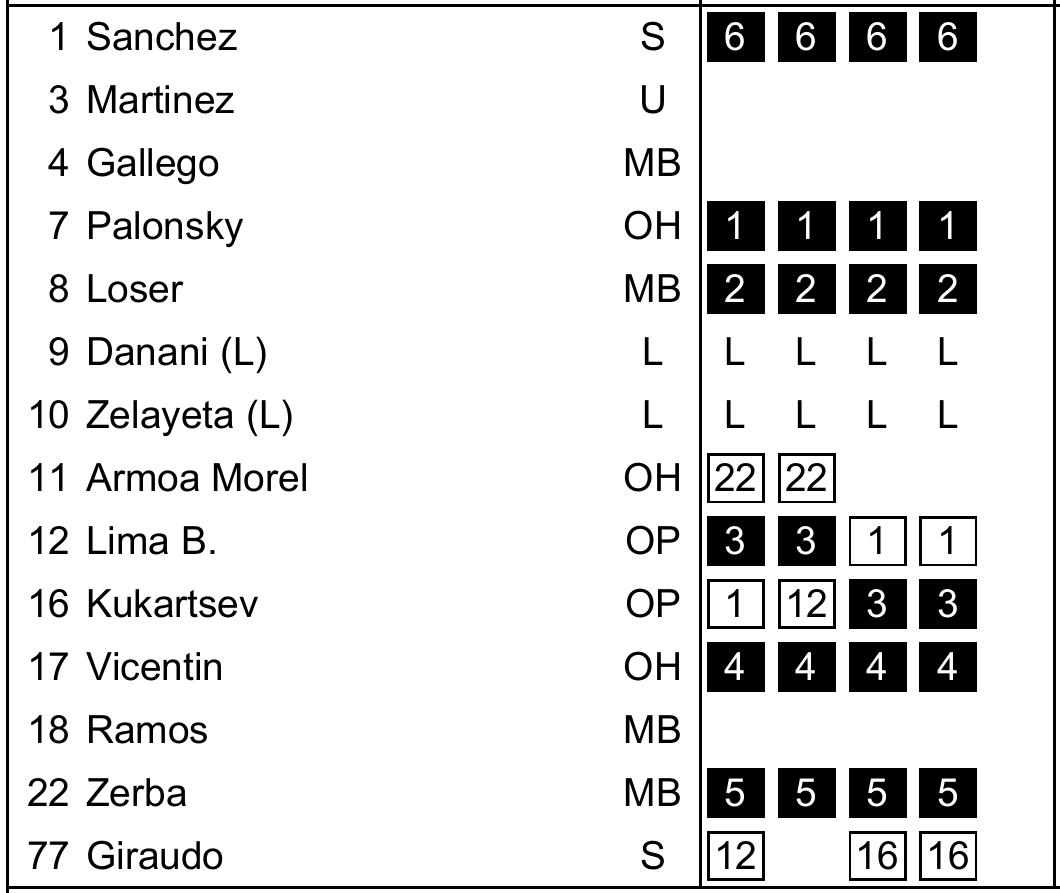 1 Sanchez S 6 6 6 6
3 Martinez U
4 Gallego MB
7 Palonsky OH 1 1 1 1
8 Loser MB 2 2 2 2
9 Danani (L) L L L L L
10 Zelayeta (L) L L L L L
11 Armoa Morel OH 22 22
12 Lima B. OP 3 3 1 1
16 Kukartsev OP 1 12 3 3
17 Vicentin OH 4 4 4 4
18 Ramos MB
22 Zerba MB 5 5 5 5
77 Giraudo S 12 16 16